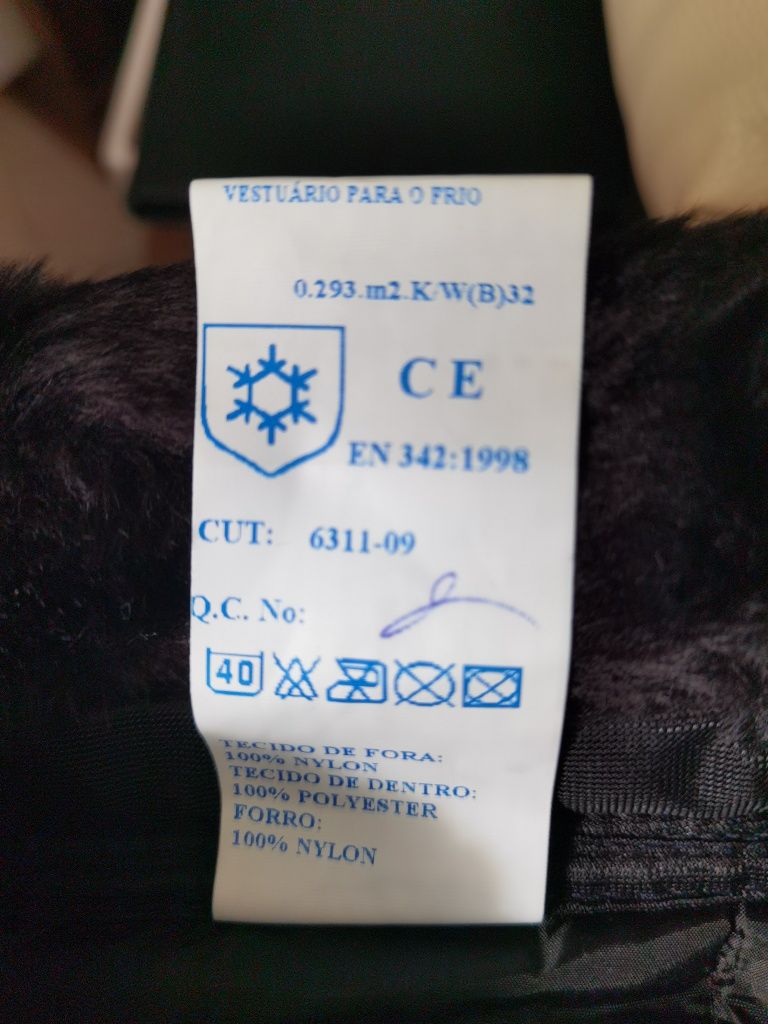 VESTUÁRIO PARA O FRIO
0.293.m2.K/W(B)32
CE
EN 342:1998
CUT: 6311-09
Q.C. No:
40
TECIDO DE FORA:
100% NYLON
TECIDO DE DENTRO:
100% POLYESTER
FORRO:
100% NYLON